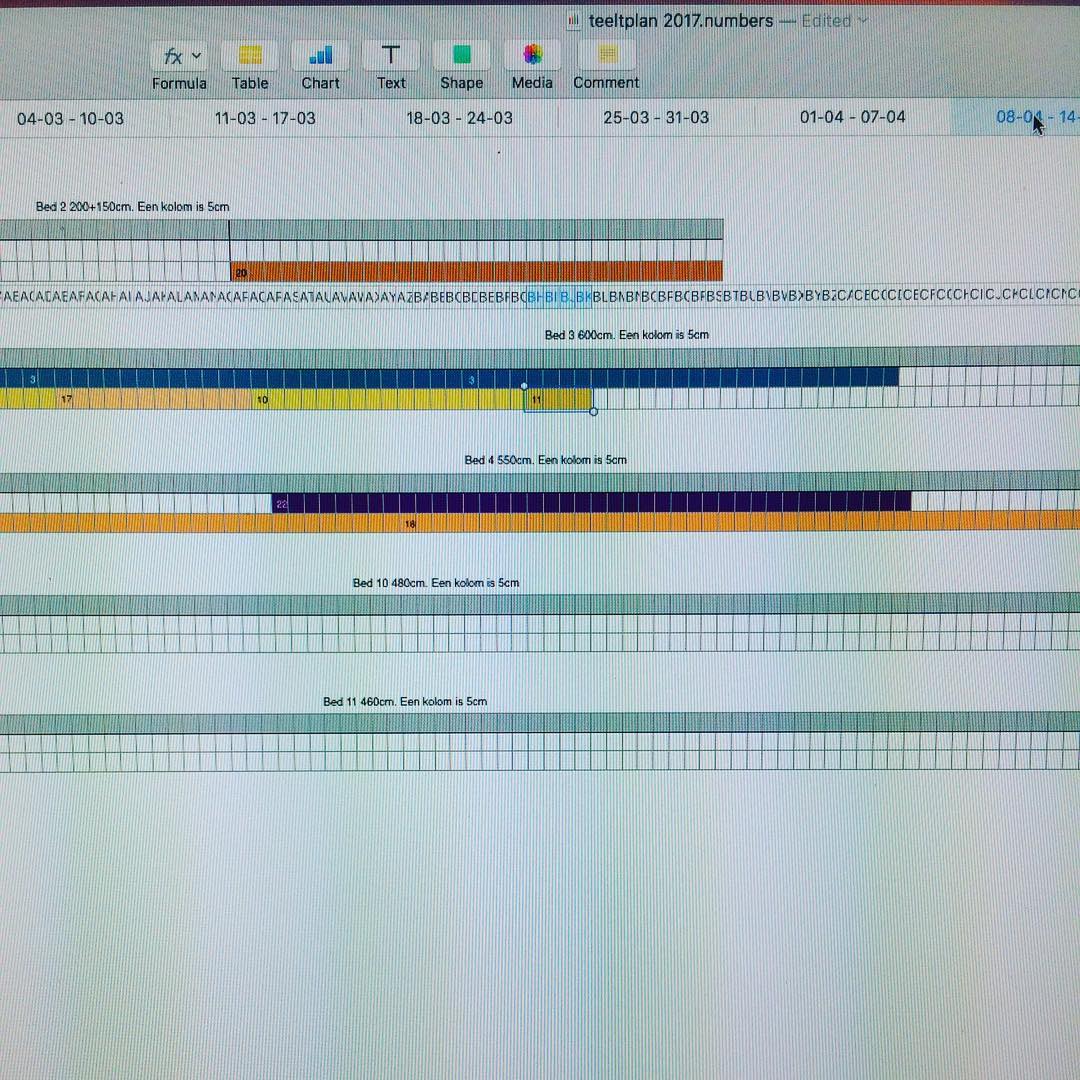 teeltplan 2017.numbers — Edited
Formula Table Chart Text Shape Media Comment
04-03 - 10-03 11-03 - 17-03 18-03 - 24-03 25-03 - 31-03 01-04 - 07-04 08-04 - 14-
Bed 2 200+150cm. Een kolom is 5cm
20
Bed 3 600cm. Een kolom is 5cm
3 3
17 10 11
Bed 4 550cm. Een kolom is 5cm
22
Bed 10 480cm. Een kolom is 5cm
Bed 11 460cm. Een kolom is 5cm